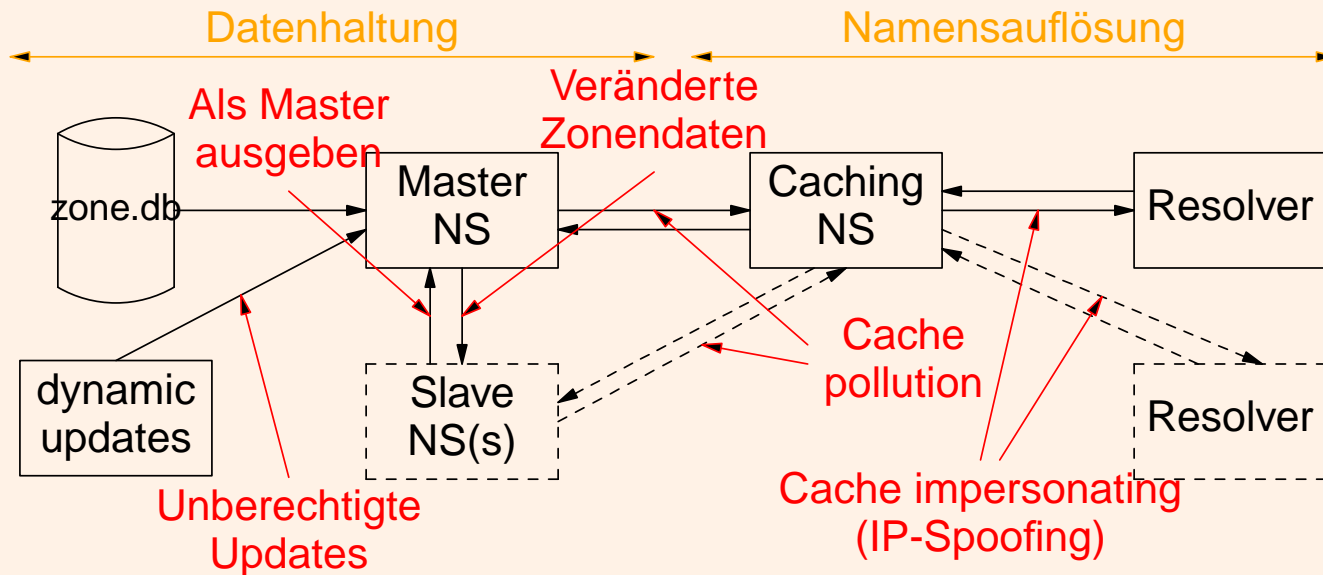 Datenhaltung
Namensauflösung
Als Master
ausgeben
Veränderte
Zonendaten
zone.db
Master
NS
Caching
NS
Resolver
dynamic
updates
Slave
NS(s)
Cache
pollution
Resolver
Unberechtigte
Updates
Cache impersonating
(IP-Spoofing)